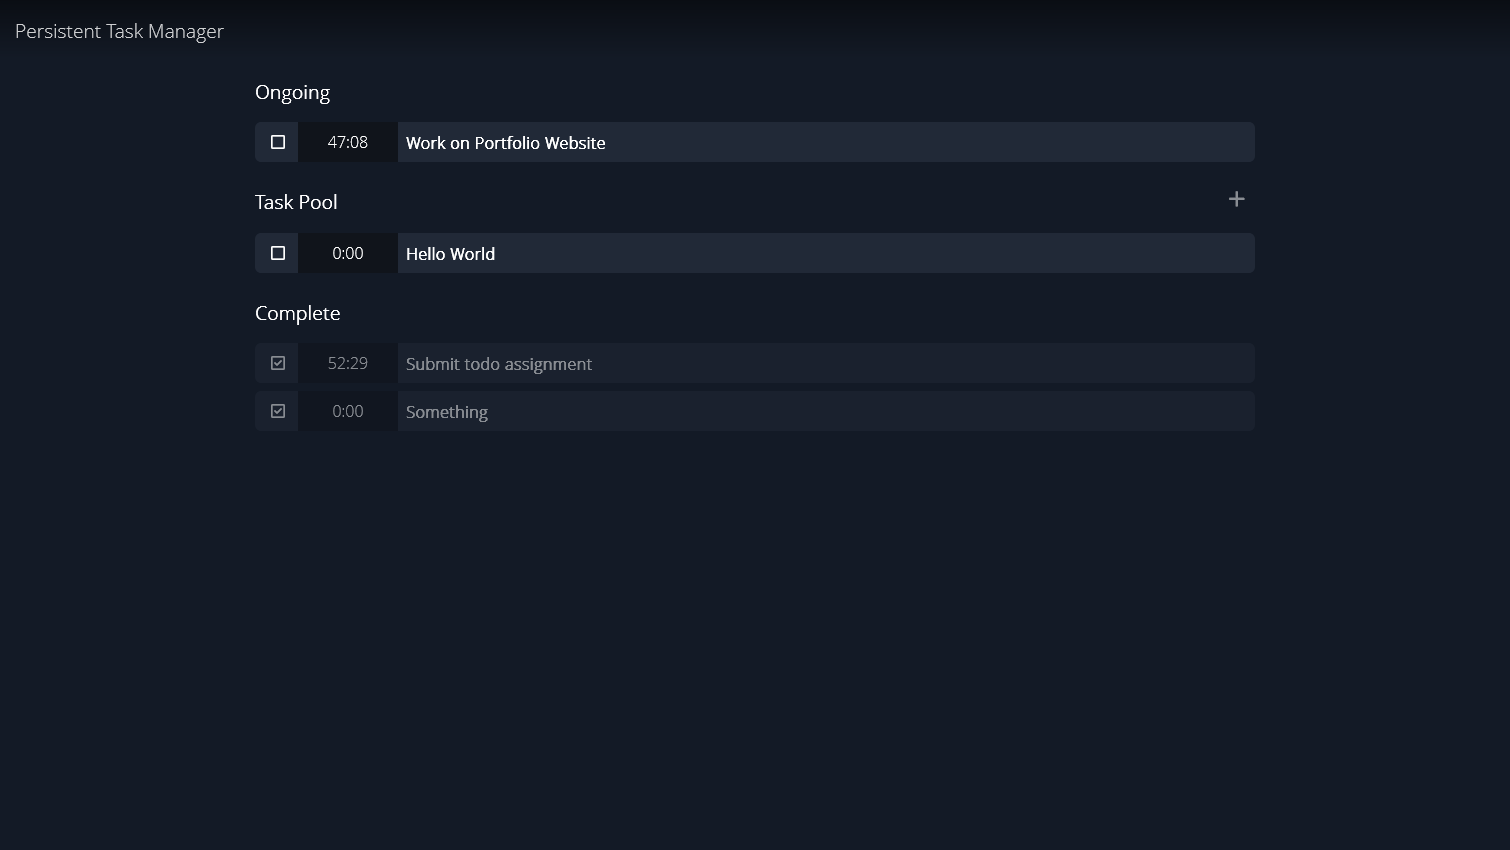 Persistent Task Manager
Ongoing
47:08 Work on Portfolio Website
Task Pool
0:00 Hello World
Complete
52:29 Submit todo assignment
0:00 Something